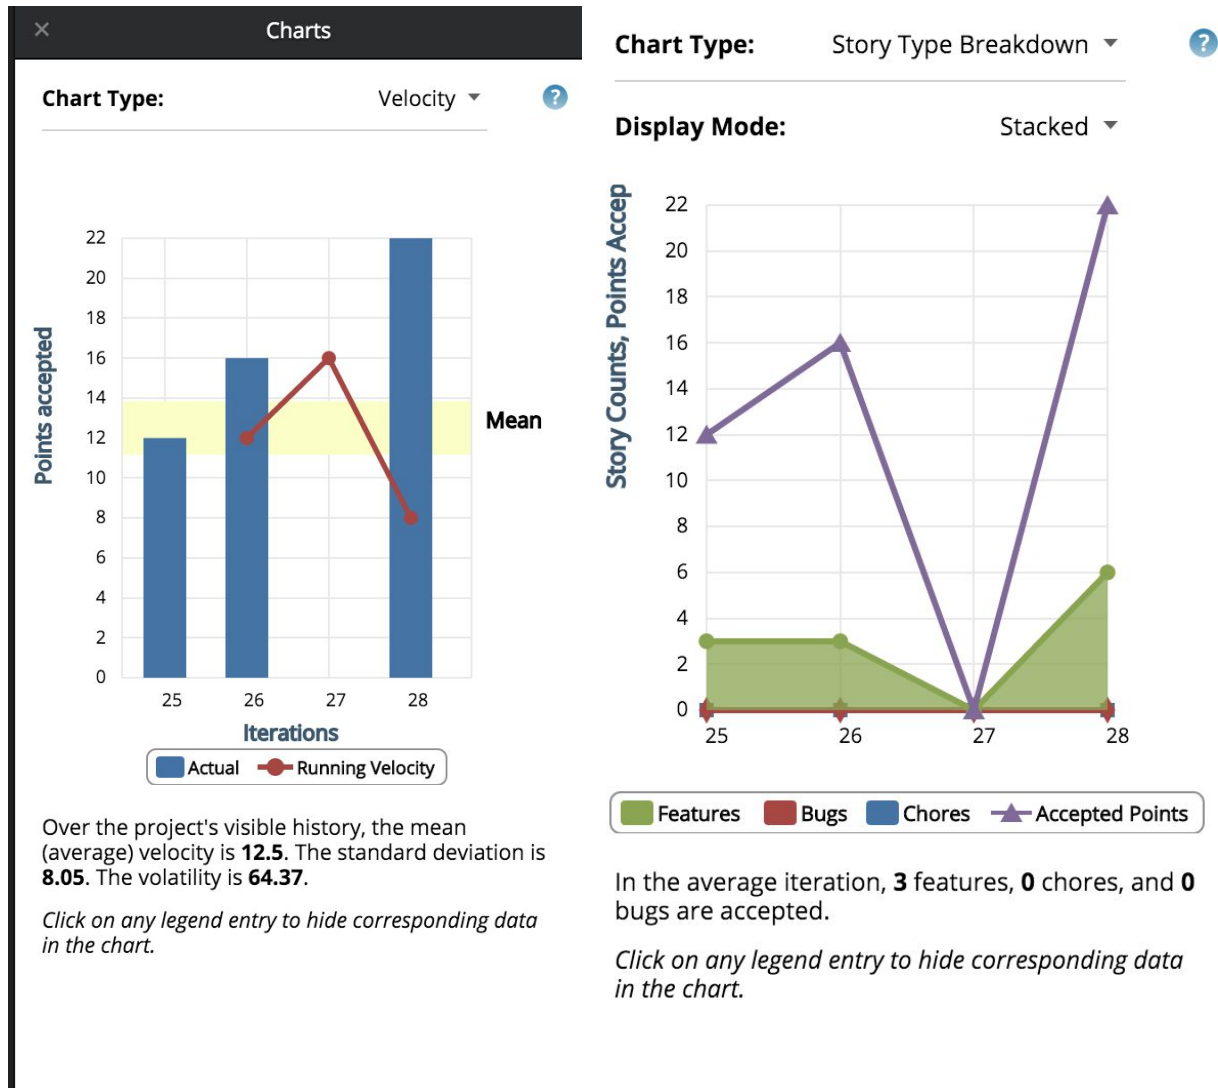 Charts
Chart Type: Velocity
Points accepted
22
20
18
16
14
12
10
8
6
4
2
0
Mean
25 26 27 28
Iterations
Actual Running Velocity
Over the project's visible history, the mean
(average) velocity is 12.5. The standard deviation is
8.05. The volatility is 64.37.
Click on any legend entry to hide corresponding data
in the chart.
Chart Type: Story Type Breakdown
?
?
Display Mode: Stacked
Story Counts, Points Accep
22
20
18
16
14
12
10
8
6
4
2
0
25 26 27 28
Features Bugs Chores Accepted Points
In the average iteration, 3 features, 0 chores, and 0
bugs are accepted.
Click on any legend entry to hide corresponding data
in the chart.